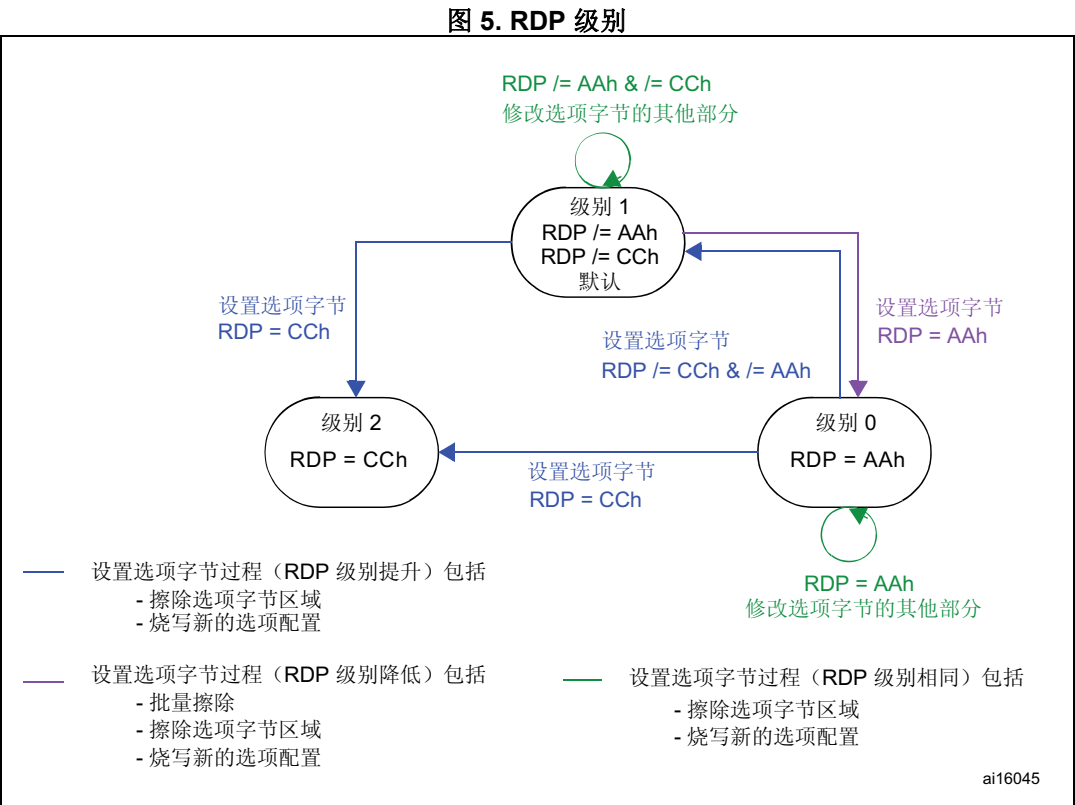 图 5. RDP 级别
RDP /= AAh & /= CCh
修改选项字节的其他部分
级别 1
RDP /= AAh
RDP /= CCh
默认
设置选项字节
RDP = CCh
设置选项字节
RDP = AAh
设置选项字节
RDP /= CCh & /= AAh
级别 2
RDP = CCh
级别 0
RDP = AAh
设置选项字节
RDP = CCh
RDP = AAh
修改选项字节的其他部分
设置选项字节过程（RDP 级别提升）包括
- 擦除选项字节区域
- 烧写新的选项配置
设置选项字节过程（RDP 级别降低）包括
- 批量擦除
- 擦除选项字节区域
- 烧写新的选项配置
设置选项字节过程（RDP 级别相同）包括
- 擦除选项字节区域
- 烧写新的选项配置
ai16045